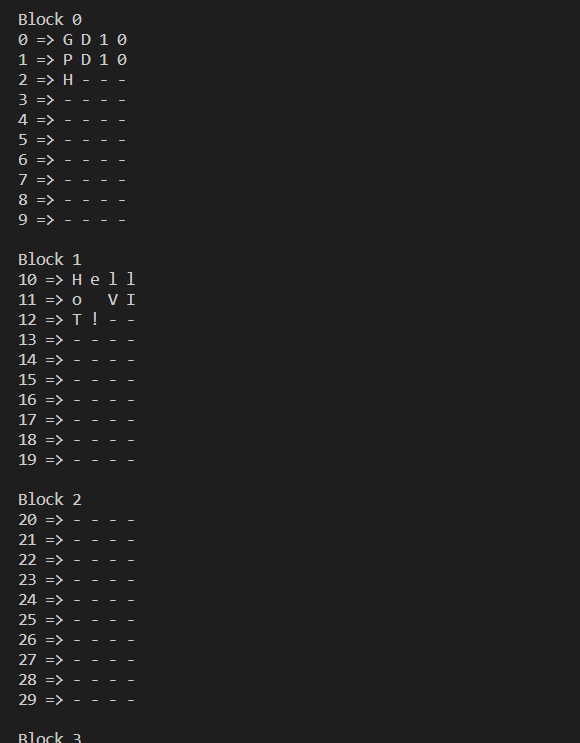 Block 0
0 => G D 1 0
1 => P D 1 0
2 => H - - -
3 => - - - -
4 => - - - -
5 => - - - -
6 => - - - -
7 => - - - -
8 => - - - -
9 => - - - -

Block 1
10 => H e l l
11 => o   V I
12 => T ! - -
13 => - - - -
14 => - - - -
15 => - - - -
16 => - - - -
17 => - - - -
18 => - - - -
19 => - - - -

Block 2
20 => - - - -
21 => - - - -
22 => - - - -
23 => - - - -
24 => - - - -
25 => - - - -
26 => - - - -
27 => - - - -
28 => - - - -
29 => - - - -

Block 3